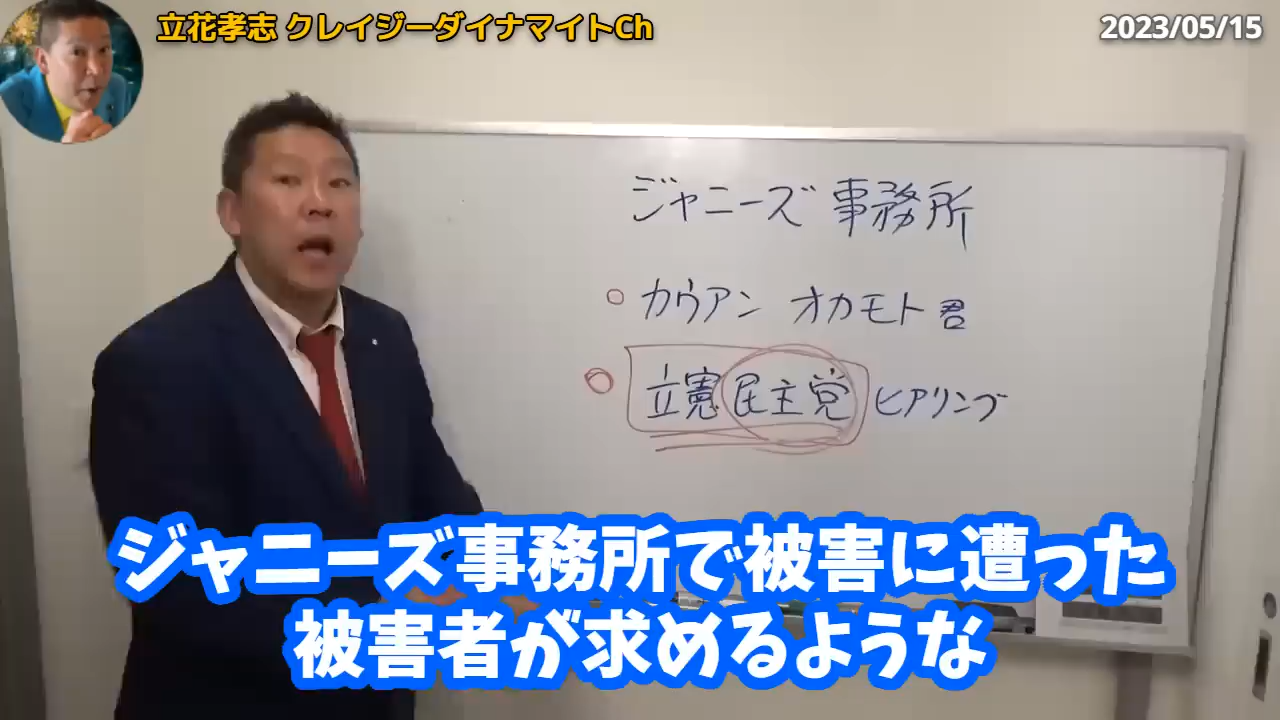 立花孝志 クレイジーダイナマイトCh
2023/05/15
ジャニーズ 事務所
カウアン オカモト 君
立憲民主党 ヒアリング
ジャニーズ事務所で被害に遭った
被害者が求めるような